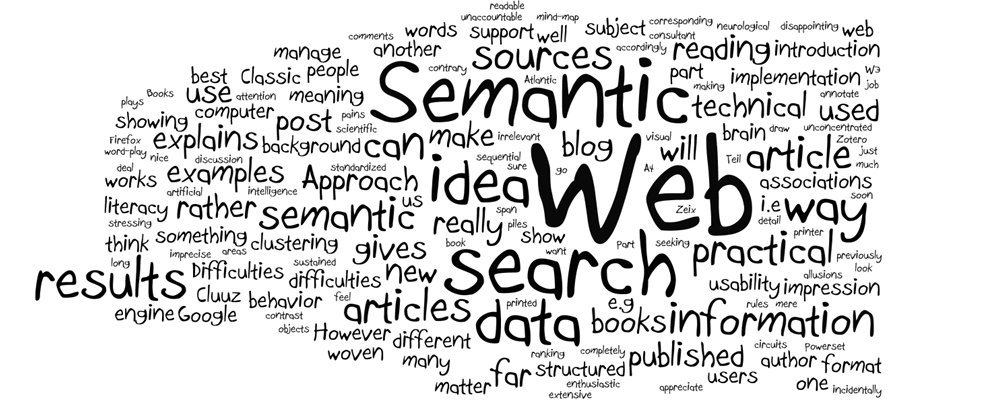 readable
unaccountable mind-map
comments words support well subject corresponding neurological disappointing web
manage another sources accordingly consultant reading introduction
best Classic people contrary Semantic Atlantic part making implementation W3 job
plays Books use attention meaning technical annotate used
showing computer post pains scientific
Firefox explains background can make irrelevant blog visual will brain draw unconcentrated Zotero
word-play nice discussion standardized sequential sure go Web At Teil article just much
deal works examples Approach us idea associations
artificial intelligence
literacy rather semantic really span piles Zeix i.e way soon detail printer
stressing
think something clustering gives book show want Part seeking practical previously
long imprecise areas sustained look
results Difficulties difficulties new search usability impression allusions
Cluuz behavior feel articles printed e.g rules mere
engine Google contrast data books information
objects However different circuits Powerset
woven many ranking completely published author format
matter far structured users one incidentally
enthusiastic appreciate
extensive